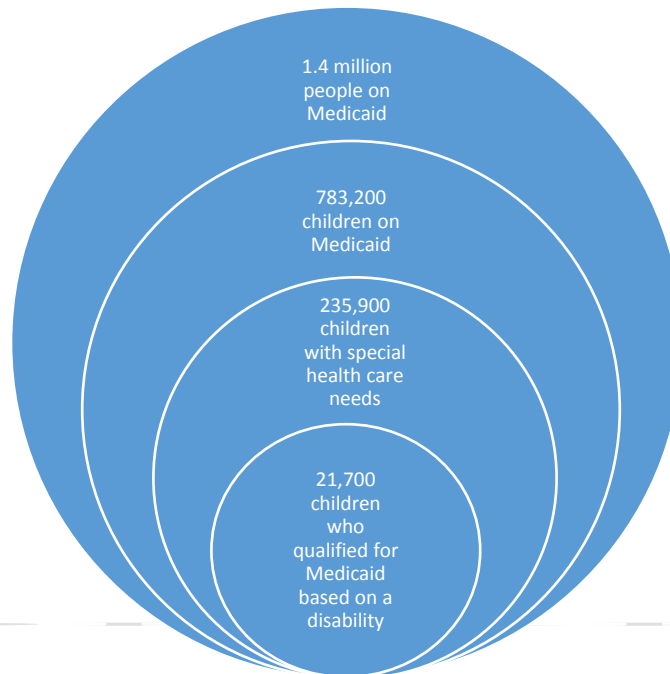 1.4 million
people on
Medicaid
783,200
children on
Medicaid
235,900
children
with special
health care
needs
21,700
children
who
qualified for
Medicaid
based on a
disability